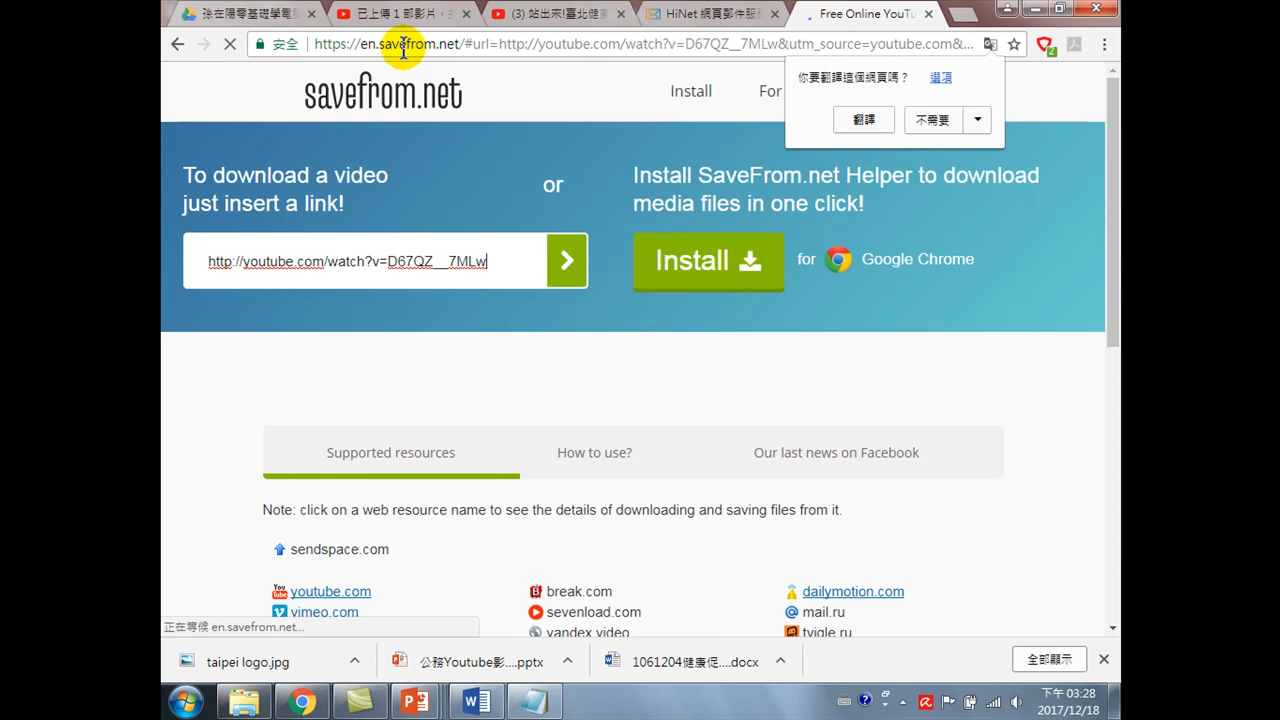 孫在陽零基礎學電
已上傳 1 部影片，
(3) 站出來!臺北健康
HiNet 網頁郵件服務
Free Online YouTu
安全
https://en.savefrom.net/#url=http://youtube.com/watch?v=D67QZ__7MLw&utm_source=youtube.com&...
2
你要翻譯這個網頁嗎？
選項
翻譯
不需要
savefrom.net
Install
For
To download a video
just insert a link!
or
Install SaveFrom.net Helper to download
media files in one click!
http://youtube.com/watch?v=D67QZ__7MLw
Install
for
Google Chrome
Supported resources
How to use?
Our last news on Facebook
Note: click on a web resource name to see the details of downloading and saving files from it.
sendspace.com
youtube.com
break.com
dailymotion.com
vimeo.com
sevenload.com
mail.ru
yandex.video
tvigle.ru
正在等候 en.savefrom.net...
taipei logo.jpg
公務Youtube影....pptx
1061204健康促....docx
全部顯示
下午 03:28
2017/12/18